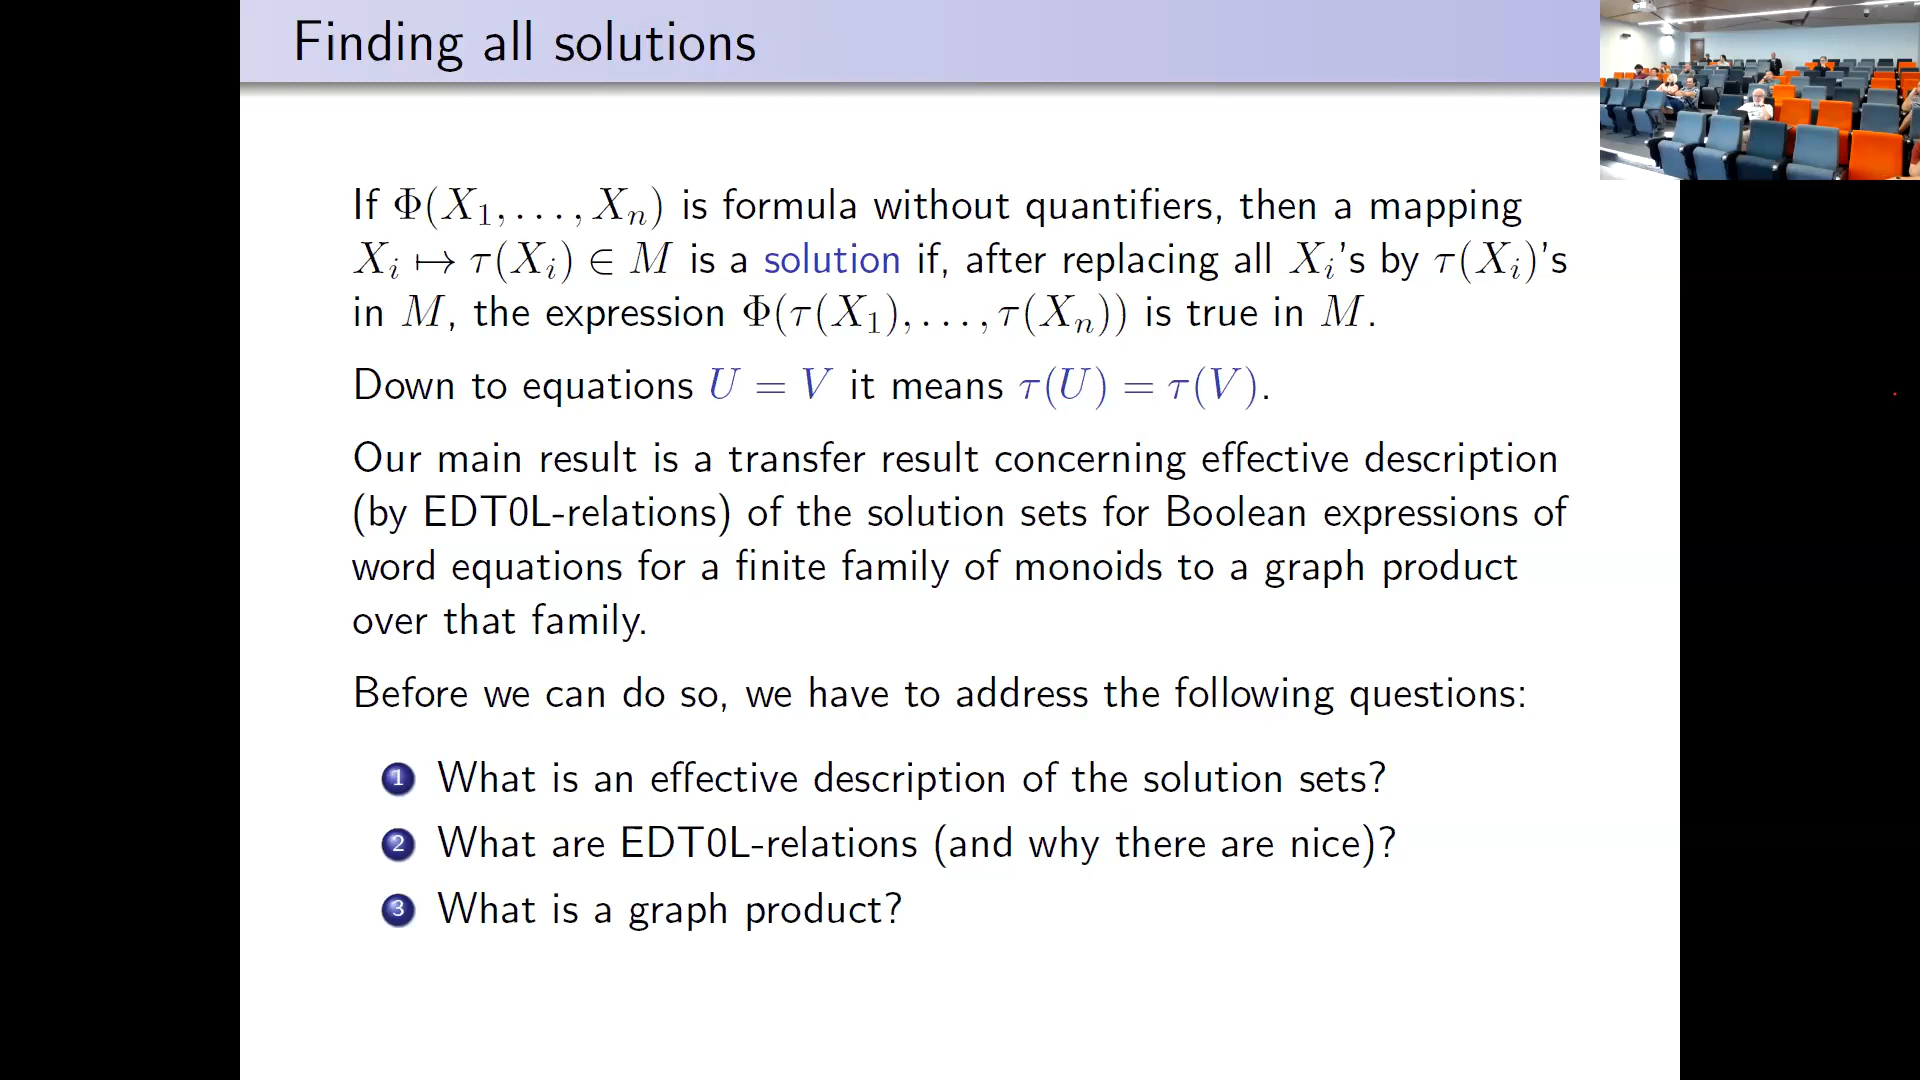 Finding all solutions
If Φ(X₁, . . . , Xₙ) is formula without quantifiers, then a mapping
Xᵢ ↦ τ(Xᵢ) ∈ M is a solution if, after replacing all Xᵢ's by τ(Xᵢ)'s
in M, the expression Φ(τ(X₁), . . . , τ(Xₙ)) is true in M.
Down to equations U = V it means τ(U) = τ(V).
Our main result is a transfer result concerning effective description
(by EDT0L-relations) of the solution sets for Boolean expressions of
word equations for a finite family of monoids to a graph product
over that family.
Before we can do so, we have to address the following questions:
1 What is an effective description of the solution sets?
2 What are EDT0L-relations (and why there are nice)?
3 What is a graph product?